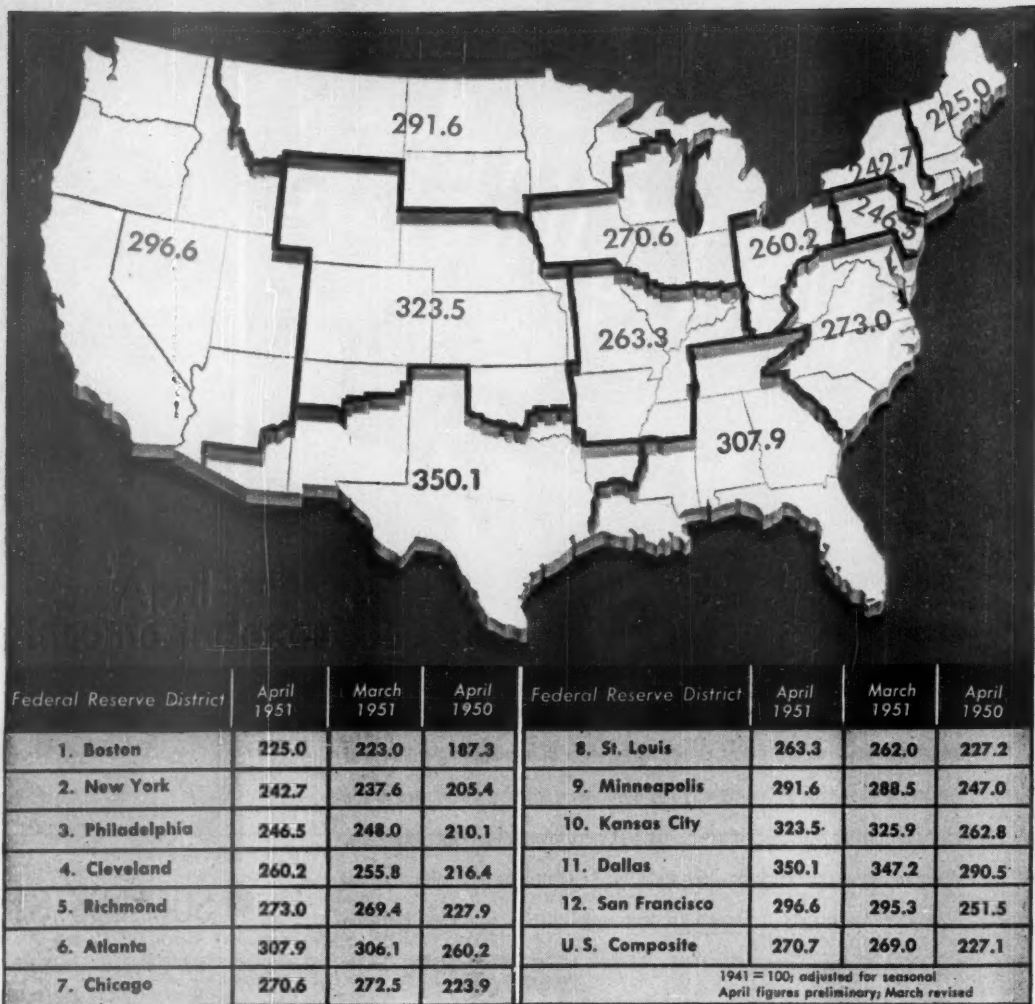 291.6
225.0
242.7
246.5
296.6
270.6
260.2
323.5
263.3
273.0
307.9
350.1
April
Income
Federal Reserve District April 1951 March 1951 April 1950
1. Boston 225.0 223.0 187.3
2. New York 242.7 237.6 205.4
3. Philadelphia 246.5 248.0 210.1
4. Cleveland 260.2 255.8 216.4
5. Richmond 273.0 269.4 227.9
6. Atlanta 307.9 306.1 260.2
7. Chicago 270.6 272.5 223.9
Federal Reserve District April 1951 March 1951 April 1950
8. St. Louis 263.3 262.0 227.2
9. Minneapolis 291.6 288.5 247.0
10. Kansas City 323.5 325.9 262.8
11. Dallas 350.1 347.2 290.5
12. San Francisco 296.6 295.3 251.5
U.S. Composite 270.7 269.0 227.1
1941 = 100; adjusted for seasonal
April figures preliminary; March revised